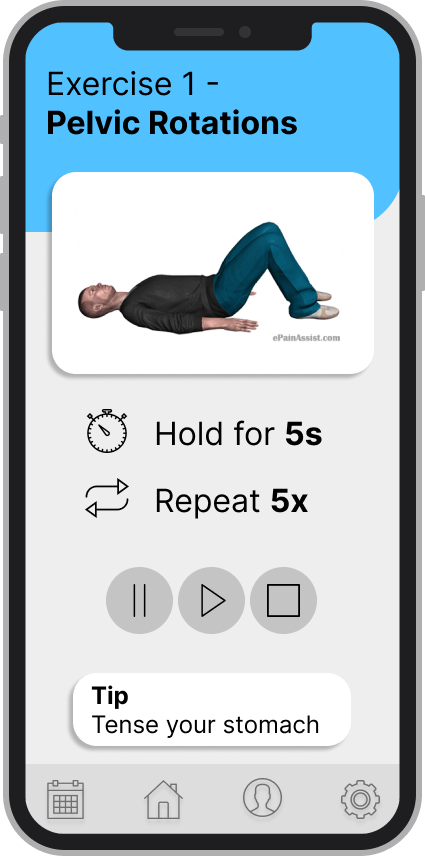 Exercise 1 -
Pelvic Rotations
ePainAssist.com
Hold for 5s
Repeat 5x
Tip
Tense your stomach